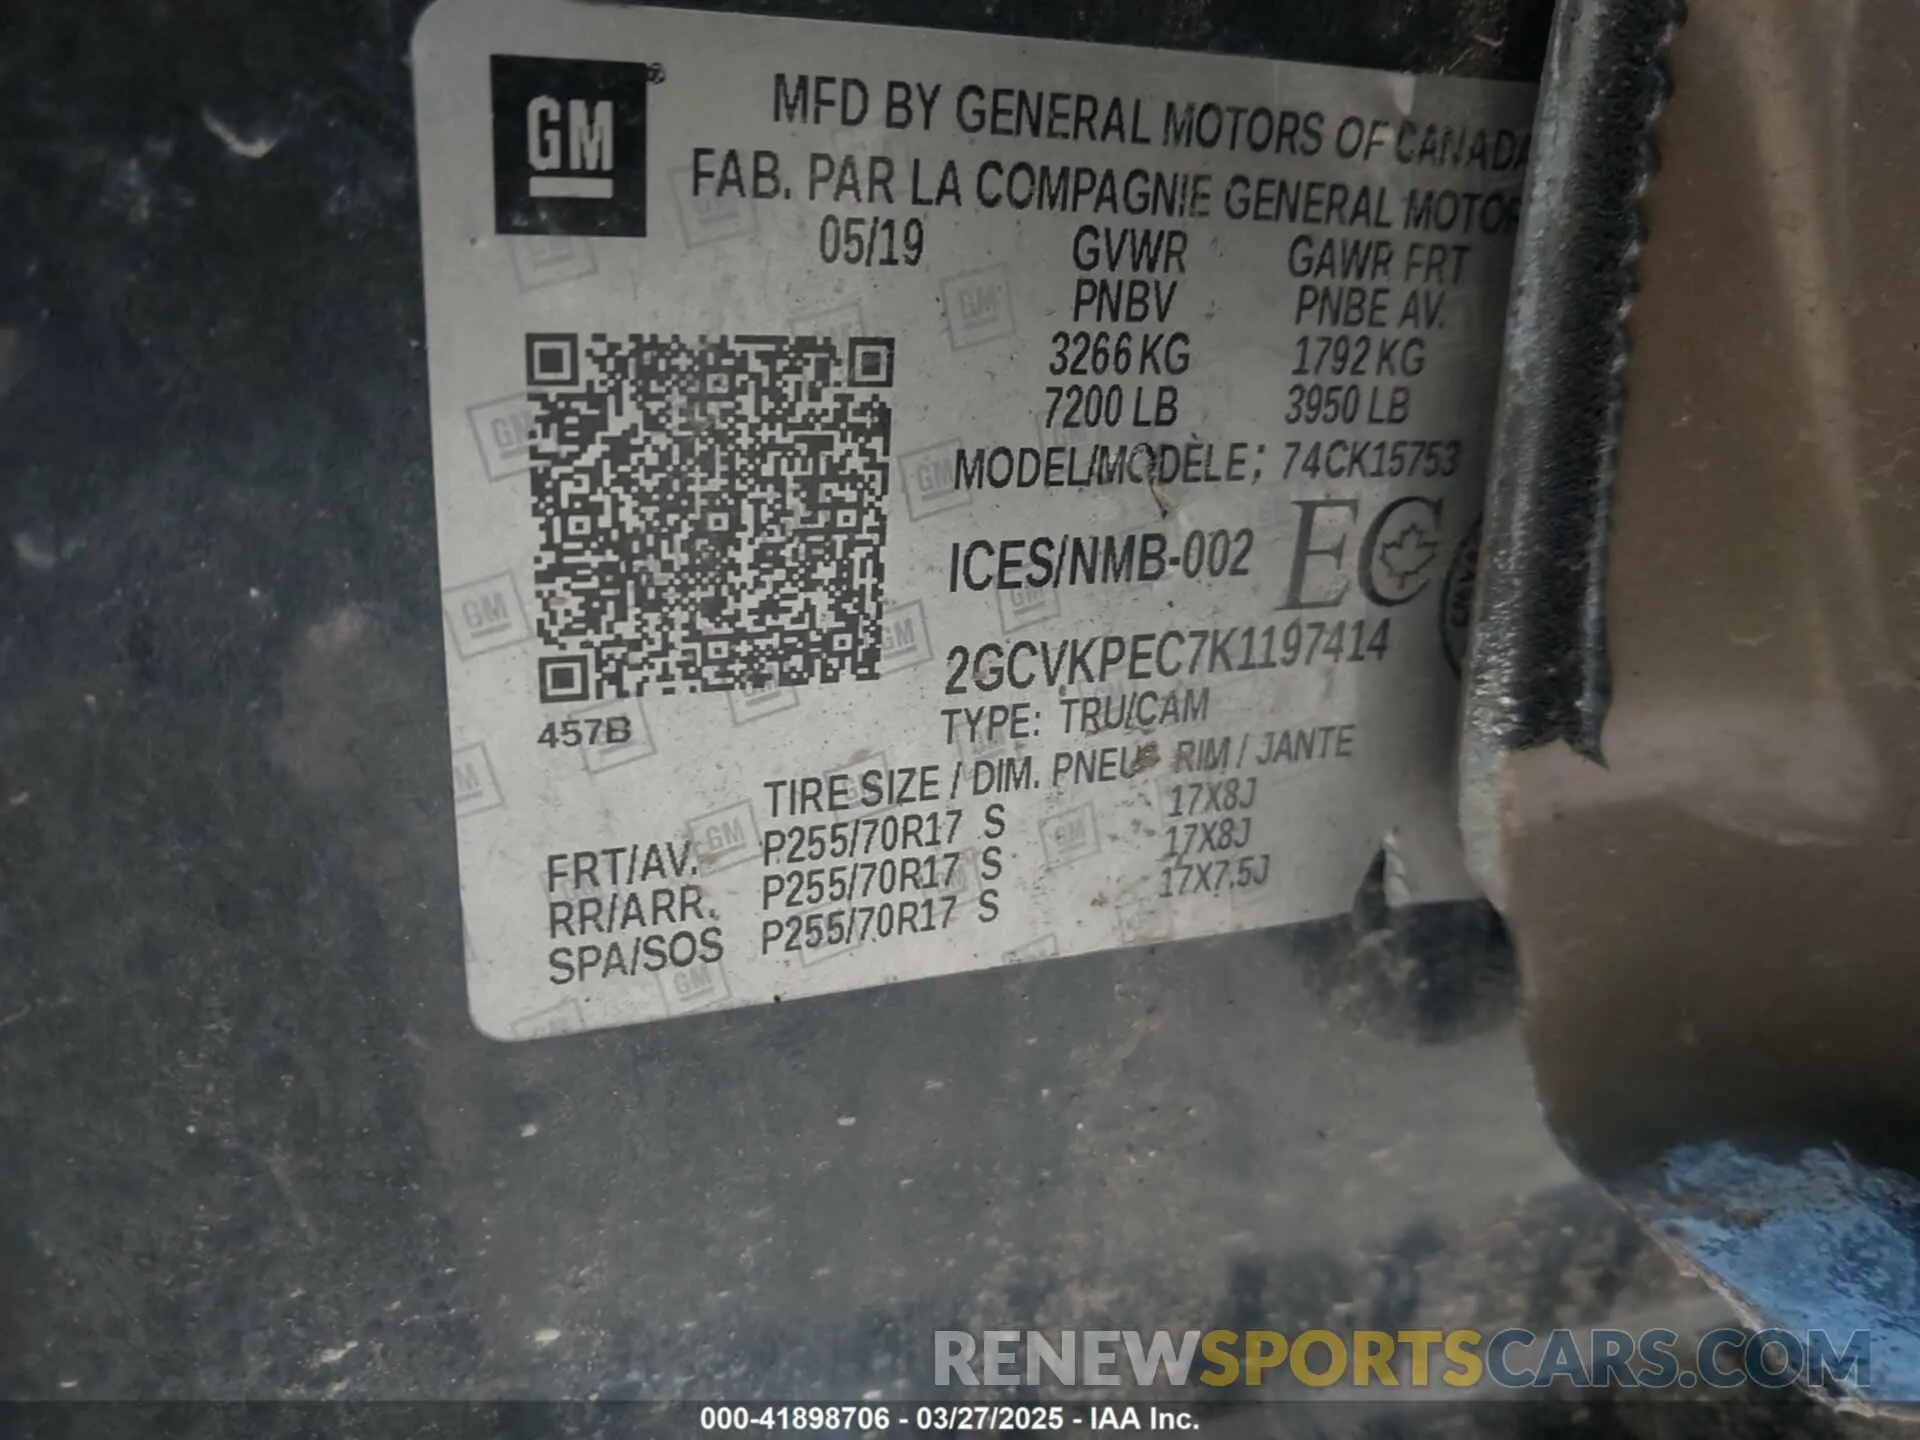 GM
MFD BY GENERAL MOTORS OF CANADA
FAB. PAR LA COMPAGNIE GENERAL MOTOR
05/19 GVWR GAWR FRT
PNBV PNBE AV.
3266 KG 1792 KG
7200 LB 3950 LB
MODEL/MODÈLE: 74CK15753
ICES/NMB-002 EC
2GCVKPEC7K1197414
457B
TYPE: TRU/CAM
TIRE SIZE / DIM. PNEUS RIM / JANTE
FRT/AV. P255/70R17 S 17X8J
RR/ARR. P255/70R17 S 17X8J
SPA/SOS P255/70R17 S 17X7.5J
RENEWSPORTSCARS.COM
000-41898706 - 03/27/2025 - IAA Inc.